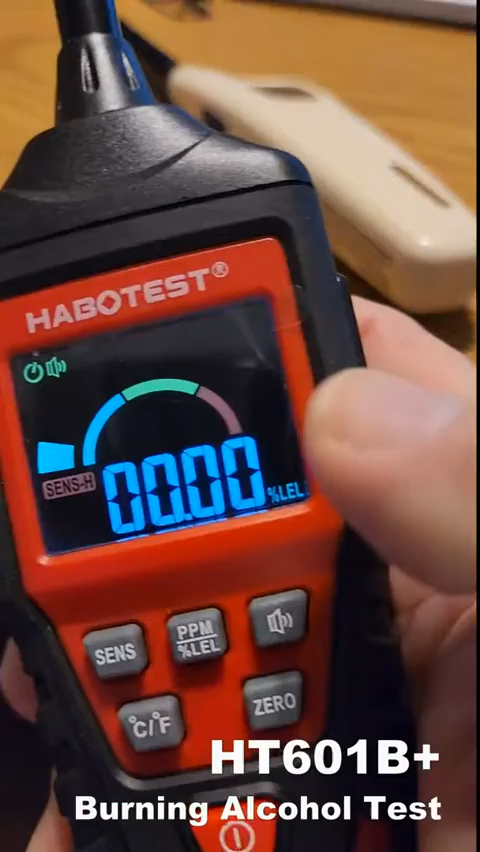 HABOTEST®
SENS-H
00.00 %LEL
SENS
PPM
%LEL
°C/°F
ZERO
HT601B+
Burning Alcohol Test